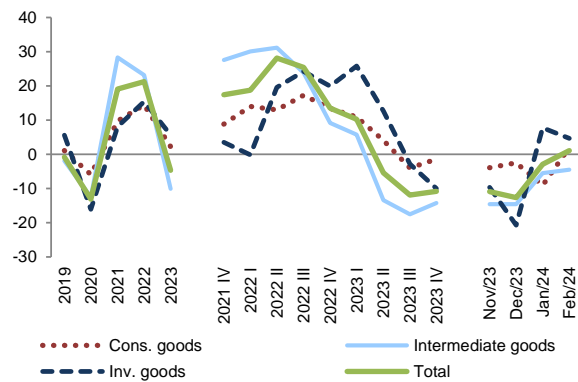 40
30
20
10
0
-10
-20
-30
2019
2020
2021
2022
2023
2021 IV
2022 I
2022 II
2022 III
2022 IV
2023 I
2023 II
2023 III
2023 IV
Nov/23
Dec/23
Jan/24
Feb/24
Cons. goods
Intermediate goods
Inv. goods
Total